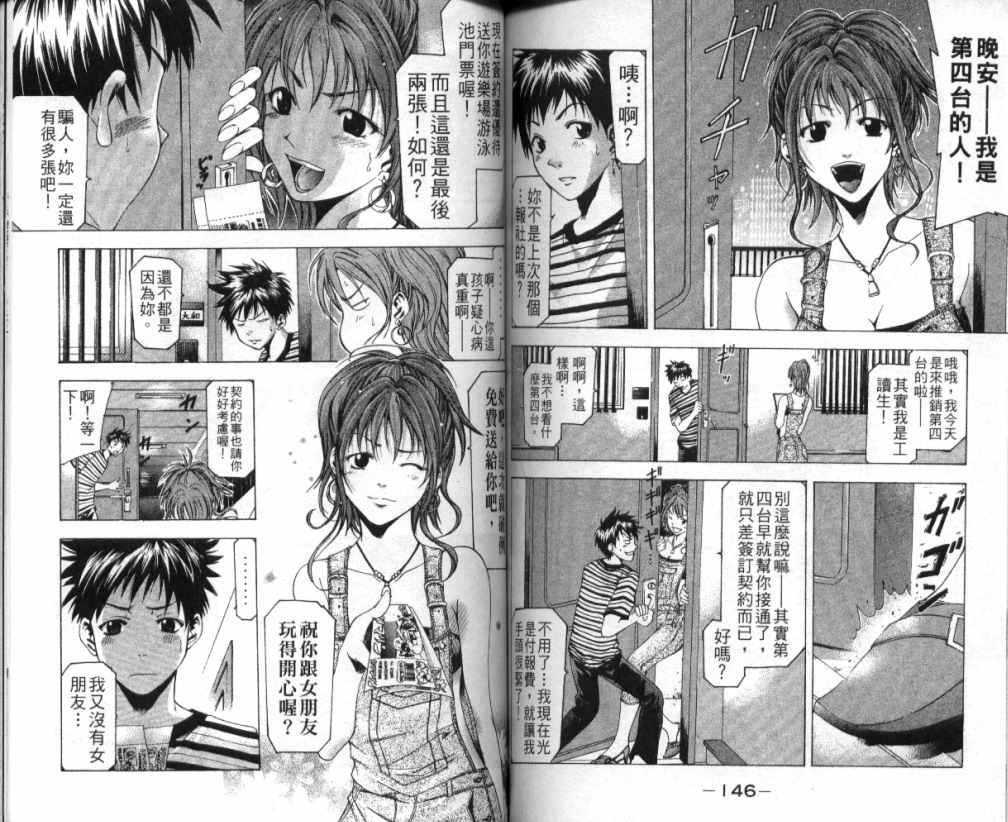 晚安——我是
第四台的人！
ガチャッ
咦…啊？
妳不是上次那個
…報社的嗎？
哦哦，我今天
是來推銷第四
台的啦——
其實我是工
讀生！
啊啊，這
樣啊…
我不想看什
麼第四台。
ガコン
別這麼說嘛——其實第
四台早就幫你接通了，
就只差簽訂契約而已，
好嗎？
ギギギギ…
不用了…我現在光
是付報費，就讓我
手頭很緊了！
—146—
現在簽約還優待
送你遊樂場游泳
池門票喔！
而且這還是最後
兩張！如何？
騙人，妳一定還
有很多張吧！
啊…——你這
孩子疑心病
真重啊——
還不都是
因為妳。
大和
免費送給你吧，
祝你跟女朋友
玩得開心喔？
契約的事也請你
好好考慮喔！
啊！等一
下！
………
我又沒有女
朋友…